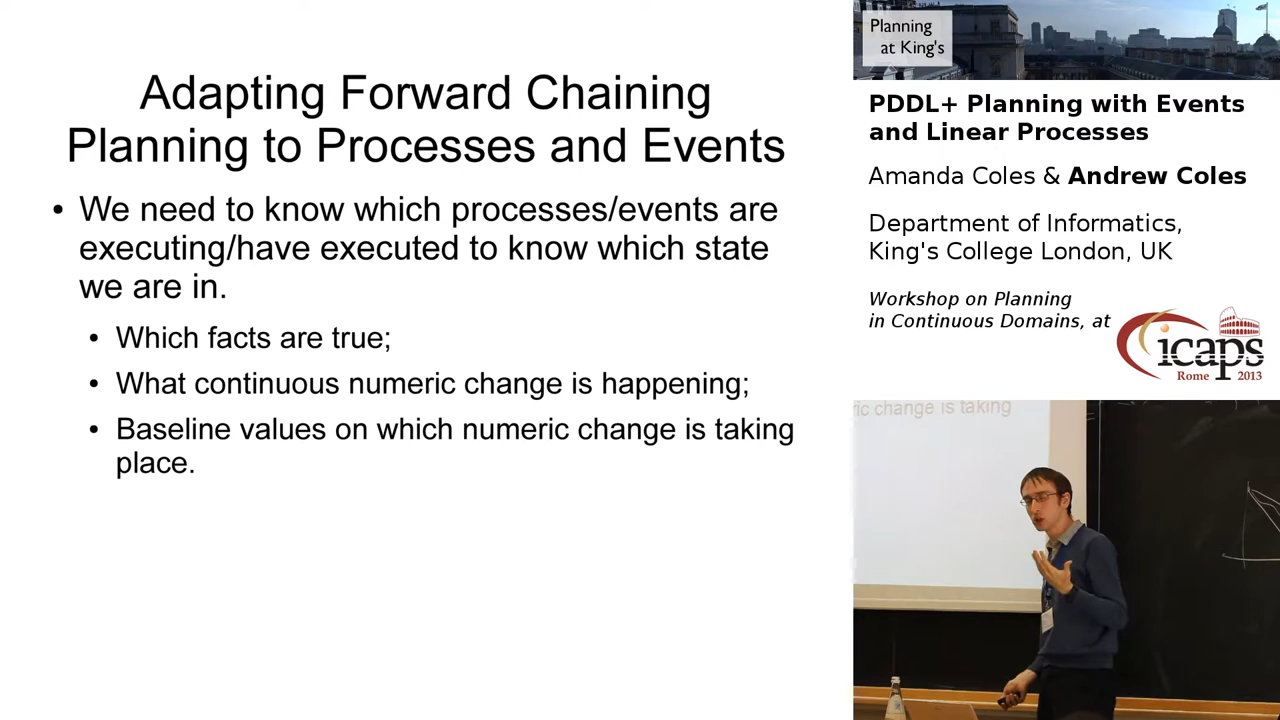 Adapting Forward Chaining
Planning to Processes and Events
• We need to know which processes/events are
executing/have executed to know which state
we are in.
• Which facts are true;
• What continuous numeric change is happening;
• Baseline values on which numeric change is taking
place.
Planning
at King's
PDDL+ Planning with Events
and Linear Processes
Amanda Coles & Andrew Coles
Department of Informatics,
King's College London, UK
Workshop on Planning
in Continuous Domains, at
icaps
Rome 2013
ric change is taking